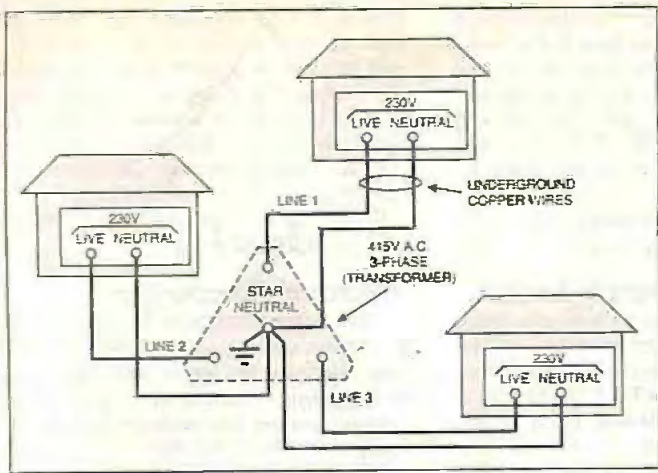 230V
LIVE NEUTRAL
UNDERGROUND
COPPER WIRES
LINE 1
230V
LIVE NEUTRAL
415V A.C.
3-PHASE
(TRANSFORMER)
STAR
NEUTRAL
LINE 2
LINE 3
230V
LIVE NEUTRAL